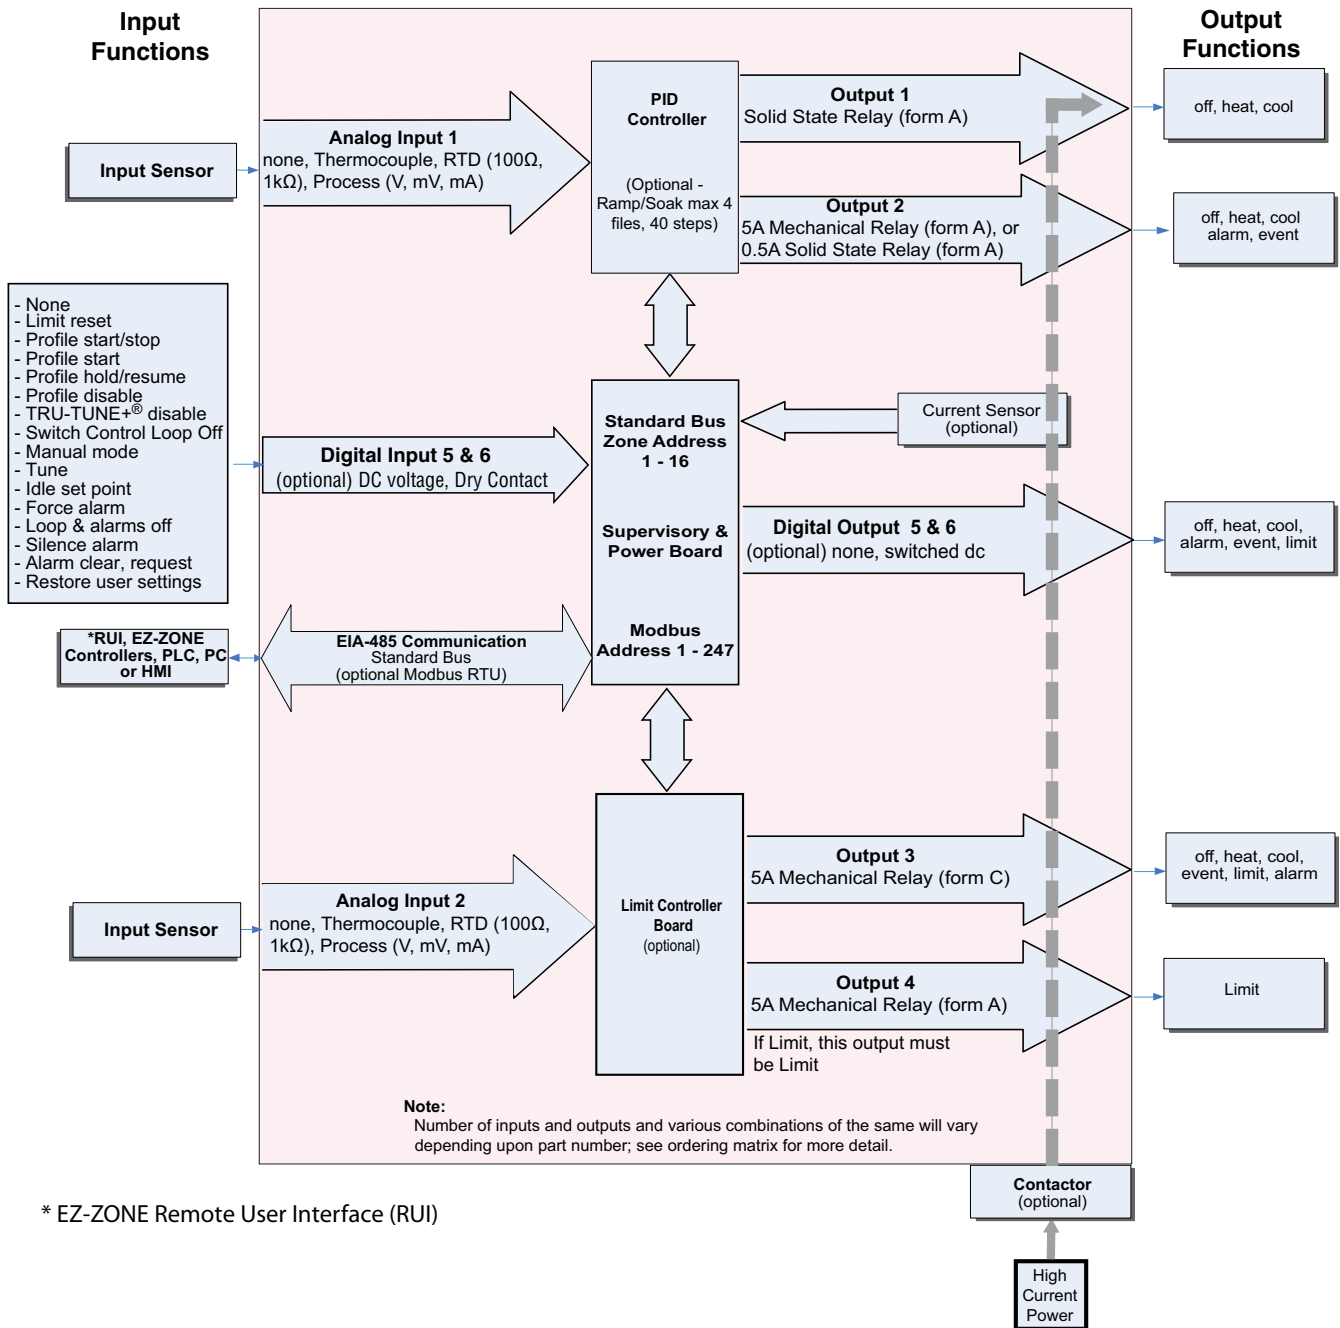 Input
Functions
Output
Functions
Input Sensor
Analog Input 1
none, Thermocouple, RTD (100Ω,
1kΩ), Process (V, mV, mA)
PID
Controller
(Optional -
Ramp/Soak max 4
files, 40 steps)
Output 1
Solid State Relay (form A)
off, heat, cool
Output 2
5A Mechanical Relay (form A), or
0.5A Solid State Relay (form A)
off, heat, cool
alarm, event
- None
- Limit reset
- Profile start/stop
- Profile start
- Profile hold/resume
- Profile disable
- TRU-TUNE+® disable
- Switch Control Loop Off
- Manual mode
- Tune
- Idle set point
- Force alarm
- Loop & alarms off
- Silence alarm
- Alarm clear, request
- Restore user settings
Digital Input 5 & 6
(optional) DC voltage, Dry Contact
Standard Bus
Zone Address
1 - 16
Supervisory &
Power Board
Modbus
Address 1 - 247
Current Sensor
(optional)
Digital Output 5 & 6
(optional) none, switched dc
off, heat, cool,
alarm, event, limit
*RUI, EZ-ZONE
Controllers, PLC, PC
or HMI
EIA-485 Communication
Standard Bus
(optional Modbus RTU)
Input Sensor
Analog Input 2
none, Thermocouple, RTD (100Ω,
1kΩ), Process (V, mV, mA)
Limit Controller
Board
(optional)
Output 3
5A Mechanical Relay (form C)
off, heat, cool,
event, limit, alarm
Output 4
5A Mechanical Relay (form A)
If Limit, this output must
be Limit
Limit
Note:
Number of inputs and outputs and various combinations of the same will vary
depending upon part number; see ordering matrix for more detail.
Contactor
(optional)
* EZ-ZONE Remote User Interface (RUI)
High
Current
Power